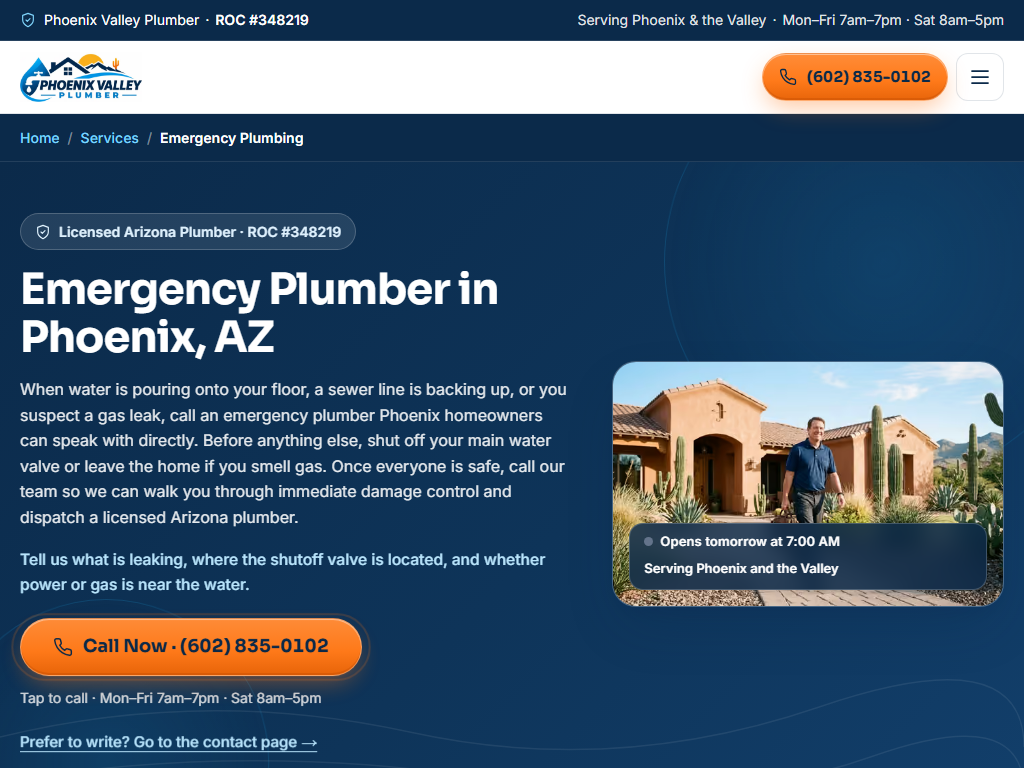 Phoenix Valley Plumber · ROC #348219
Serving Phoenix & the Valley · Mon–Fri 7am–7pm · Sat 8am–5pm
PHOENIX VALLEY
PLUMBER
(602) 835-0102
Home / Services / Emergency Plumbing
Licensed Arizona Plumber · ROC #348219
Emergency Plumber in
Phoenix, AZ
When water is pouring onto your floor, a sewer line is backing up, or you
suspect a gas leak, call an emergency plumber Phoenix homeowners
can speak with directly. Before anything else, shut off your main water
valve or leave the home if you smell gas. Once everyone is safe, call our
team so we can walk you through immediate damage control and
dispatch a licensed Arizona plumber.
Tell us what is leaking, where the shutoff valve is located, and whether
power or gas is near the water.
Call Now · (602) 835-0102
Tap to call · Mon–Fri 7am–7pm · Sat 8am–5pm
Prefer to write? Go to the contact page →
Opens tomorrow at 7:00 AM
Serving Phoenix and the Valley